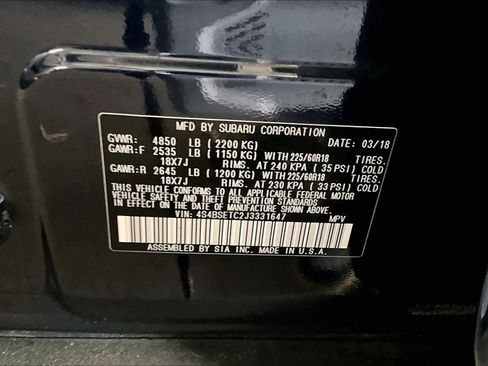 MFD BY SUBARU CORPORATION
GVWR: 4850 LB ( 2200 KG) DATE: 03/18
GAWR:F 2535 LB ( 1150 KG) WITH 225/60R18 TIRES.
18X7J RIMS. AT 240 KPA ( 35 PSI) COLD
GAWR:R 2645 LB ( 1200 KG) WITH 225/60R18 TIRES.
18X7J RIMS. AT 230 KPA ( 33 PSI) COLD
THIS VEHICLE CONFORMS TO ALL APPLICABLE FEDERAL MOTOR
VEHICLE SAFETY,BUMPER AND THEFT PREVENTION STANDARDS
IN EFFECT ON THE DATE OF MANUFACTURE SHOWN ABOVE.
VIN: 4S4BSETC2J3331647 MPV
ASSEMBLED BY SIA INC. MADE IN U.S.A.